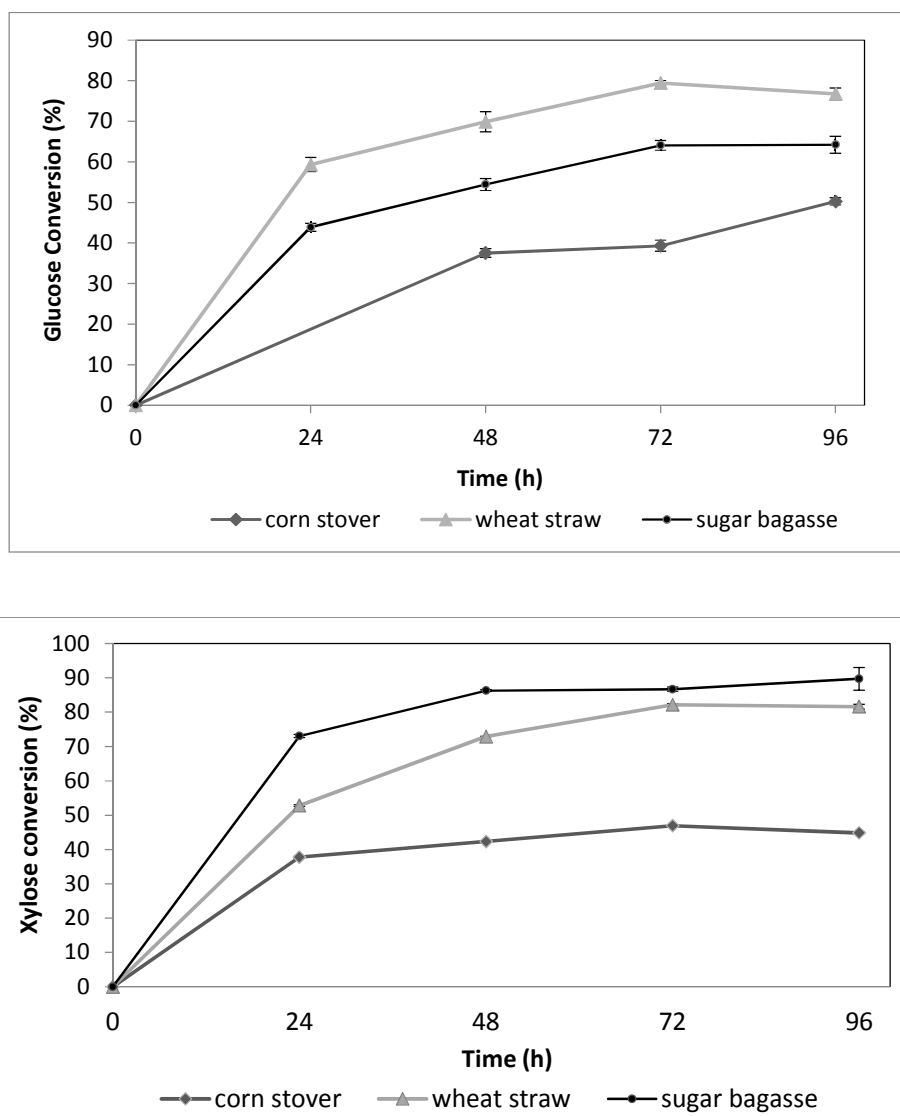 90
80
70
60
50
40
30
20
10
0
Glucose Conversion (%)
0 24 48 72 96
Time (h)
corn stover wheat straw sugar bagasse
100
90
80
70
60
50
40
30
20
10
0
Xylose conversion (%)
0 24 48 72 96
Time (h)
corn stover wheat straw sugar bagasse